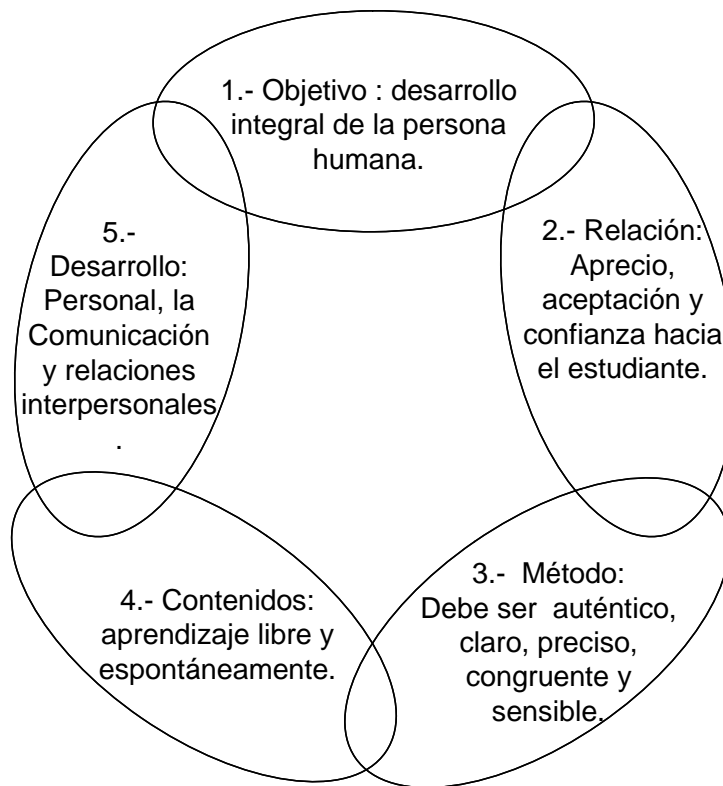 1.- Objetivo : desarrollo
integral de la persona
humana.
2.- Relación:
Aprecio,
aceptación y
confianza hacia
el estudiante.
3.-  Método:
Debe ser  auténtico,
claro, preciso,
congruente y
sensible.
4.- Contenidos:
aprendizaje libre y
espontáneamente.
5.-
Desarrollo:
Personal, la
Comunicación
y relaciones
interpersonales
.